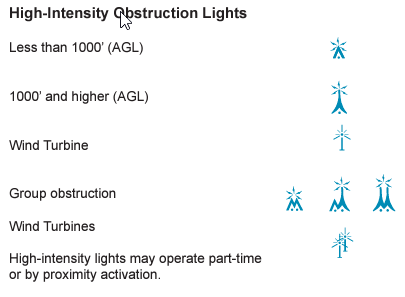 High-Intensity Obstruction Lights
Less than 1000' (AGL)
1000' and higher (AGL)
Wind Turbine
Group obstruction
Wind Turbines
High-intensity lights may operate part-time
or by proximity activation.